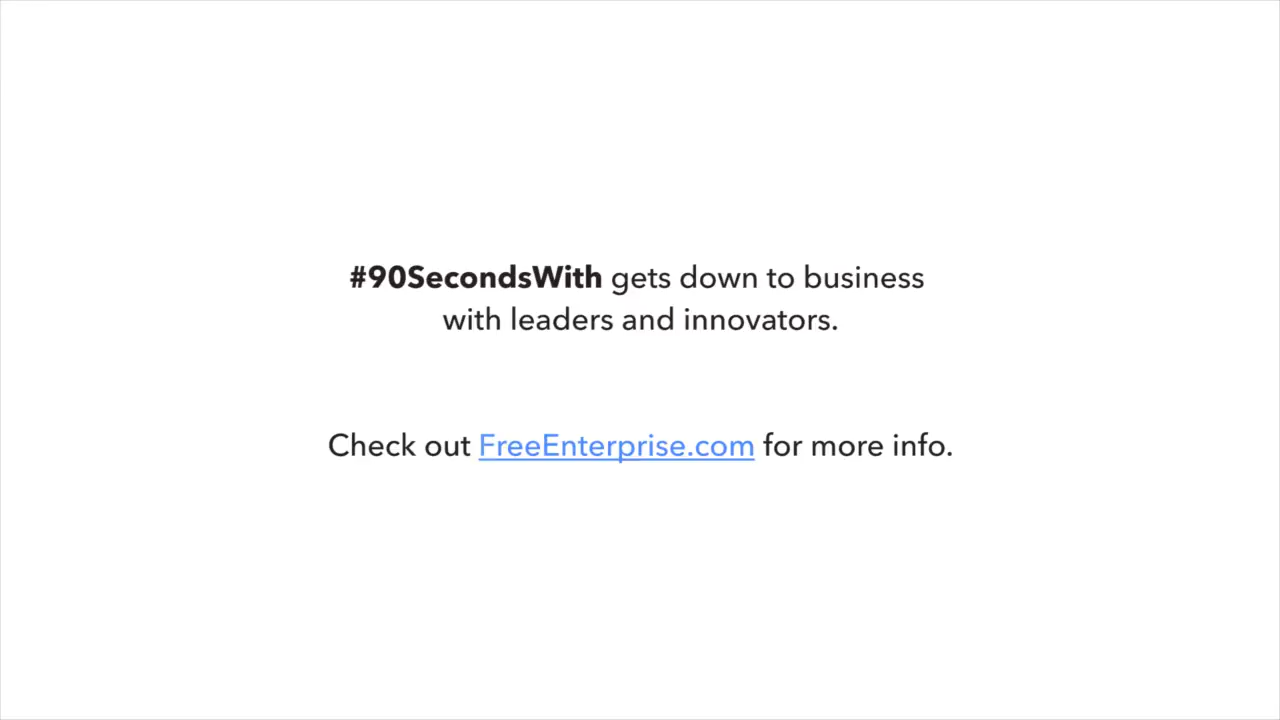 #90SecondsWith gets down to business
with leaders and innovators.
Check out FreeEnterprise.com for more info.